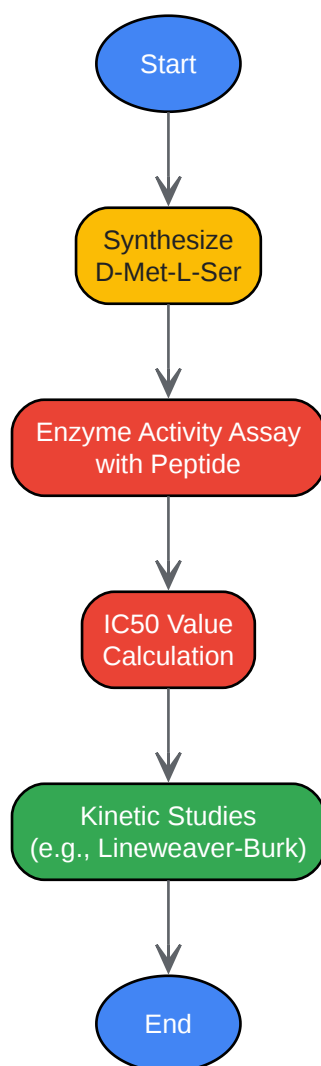 Start
Synthesize
D-Met-L-Ser
Enzyme Activity Assay
with Peptide
IC50 Value
Calculation
Kinetic Studies
(e.g., Lineweaver-Burk)
End